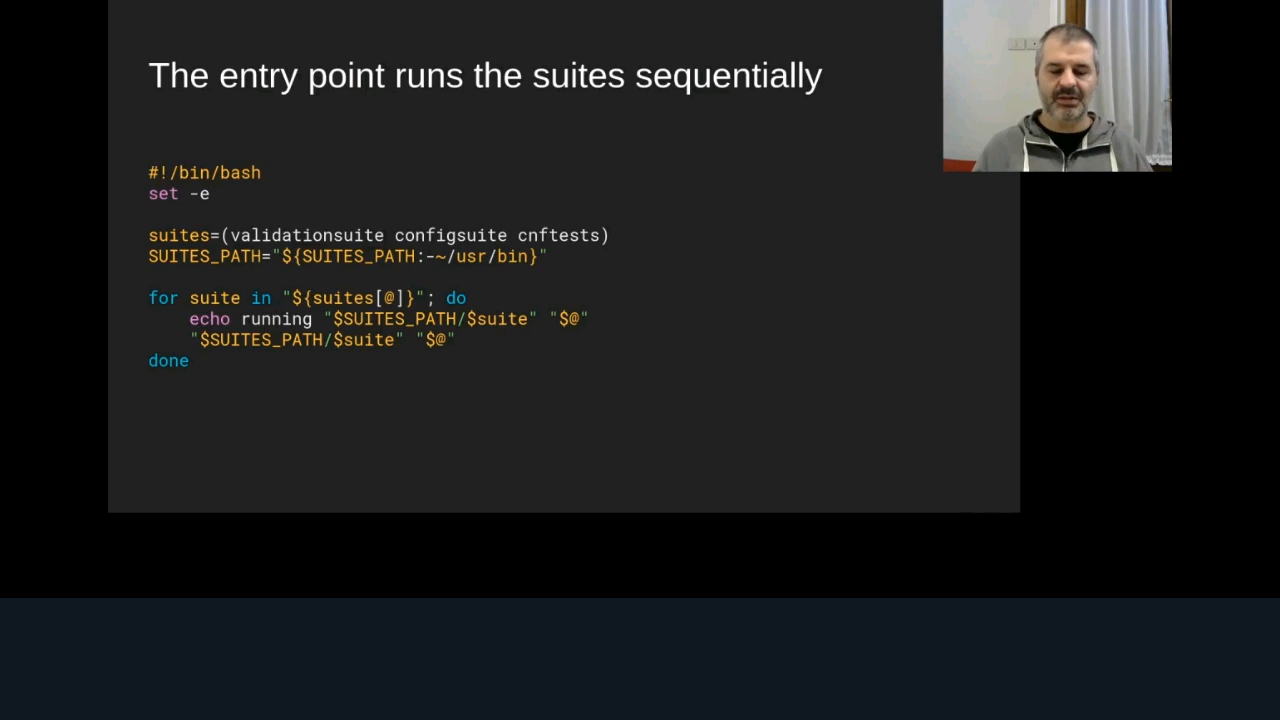 The entry point runs the suites sequentially
#!/bin/bash
set -e
suites=(validationsuite configsuite cnftests)
SUITES_PATH="${SUITES_PATH:-~/usr/bin}"
for suite in "${suites[@]}"; do
echo running "$SUITES_PATH/$suite" "$@"
"$SUITES_PATH/$suite" "$@"
done